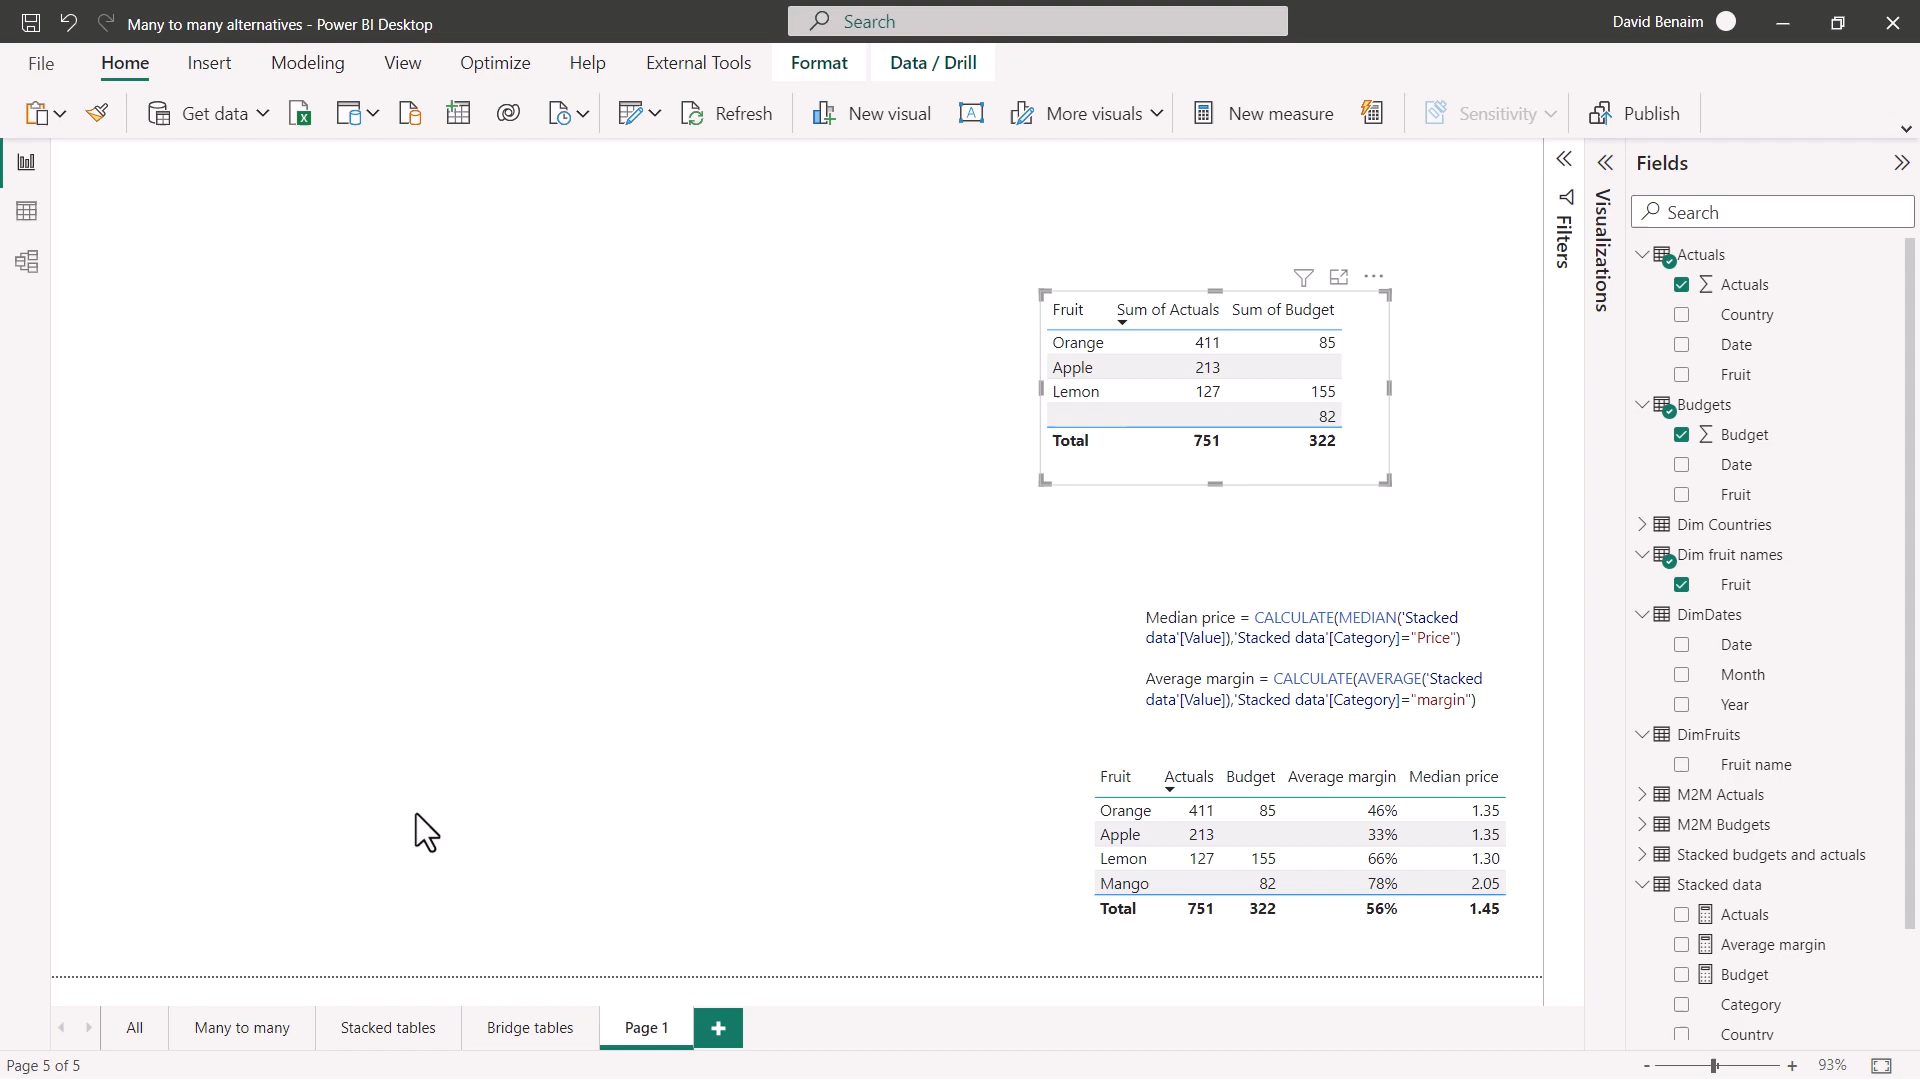 Many to many alternatives - Power BI Desktop
Search
David Benaim
File Home Insert Modeling View Optimize Help External Tools Format Data / Drill
Get data Refresh New visual More visuals New measure Sensitivity Publish
Fruit Sum of Actuals Sum of Budget
Orange 411 85
Apple 213
Lemon 127 155
82
Total 751 322
Median price = CALCULATE(MEDIAN('Stacked
data'[Value]),'Stacked data'[Category]="Price")
Average margin = CALCULATE(AVERAGE('Stacked
data'[Value]),'Stacked data'[Category]="margin")
Fruit Actuals Budget Average margin Median price
Orange 411 85 46% 1.35
Apple 213 33% 1.35
Lemon 127 155 66% 1.30
Mango 82 78% 2.05
Total 751 322 56% 1.45
Filters
Visualizations
Fields
Search
Actuals
Actuals
Country
Date
Fruit
Budgets
Budget
Date
Fruit
Dim Countries
Dim fruit names
Fruit
DimDates
Date
Month
Year
DimFruits
Fruit name
M2M Actuals
M2M Budgets
Stacked budgets and actuals
Stacked data
Actuals
Average margin
Budget
Category
Country
All Many to many Stacked tables Bridge tables Page 1
Page 5 of 5
93%